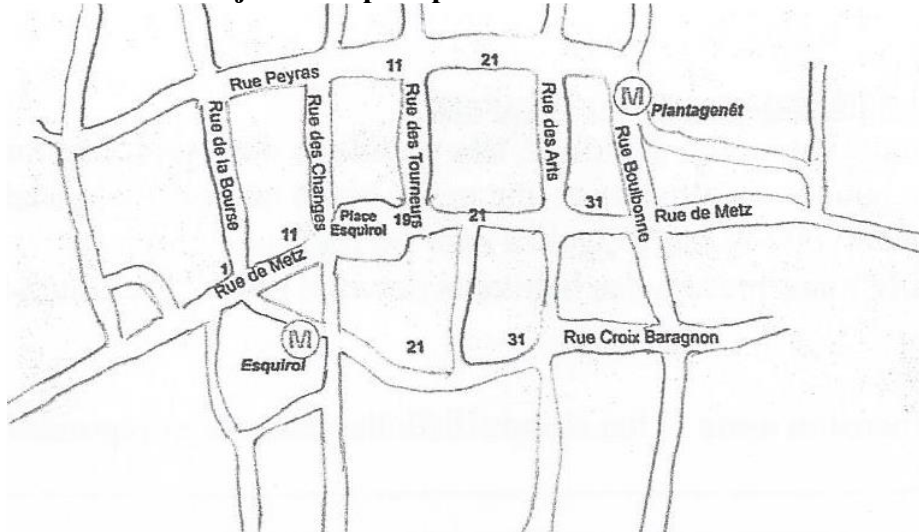 11
21
Rue Peyras
M
Plantagenêt
Rue de la Bourse
Rue des Changes
Rue des Tourneurs
Rue des Arts
Rue Boulbonne
Place
Esquirol
19
21
31
Rue de Metz
11
1
Rue de Metz
M
Esquirol
21
31
Rue Croix Baragnon